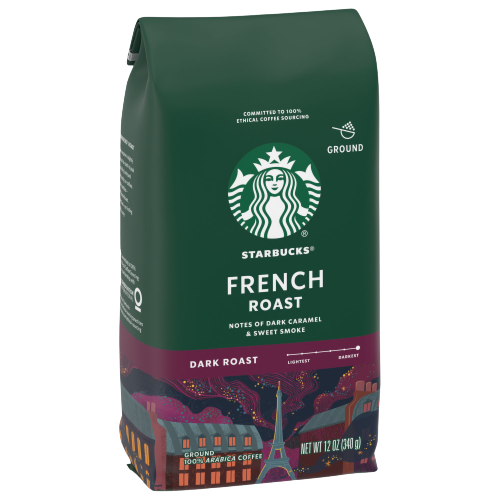 COMMITTED TO 100%
ETHICAL COFFEE SOURCING
GROUND
STARBUCKS®
FRENCH
ROAST
NOTES OF DARK CARAMEL
& SWEET SMOKE
DARK ROAST
LIGHTEST
DARKEST
GROUND
100% ARABICA COFFEE
NET WT 12 OZ (340g)